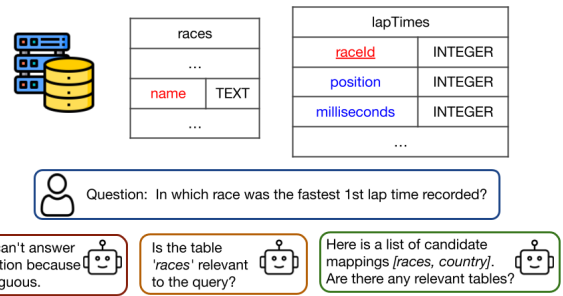 races
...
name TEXT
...
lapTimes
raceId INTEGER
position INTEGER
milliseconds INTEGER
...
Question: In which race was the fastest 1st lap time recorded?
can't answer
because
Is the table
'races' relevant
to the query?
Here is a list of candidate
mappings [races, country].
Are there any relevant tables?